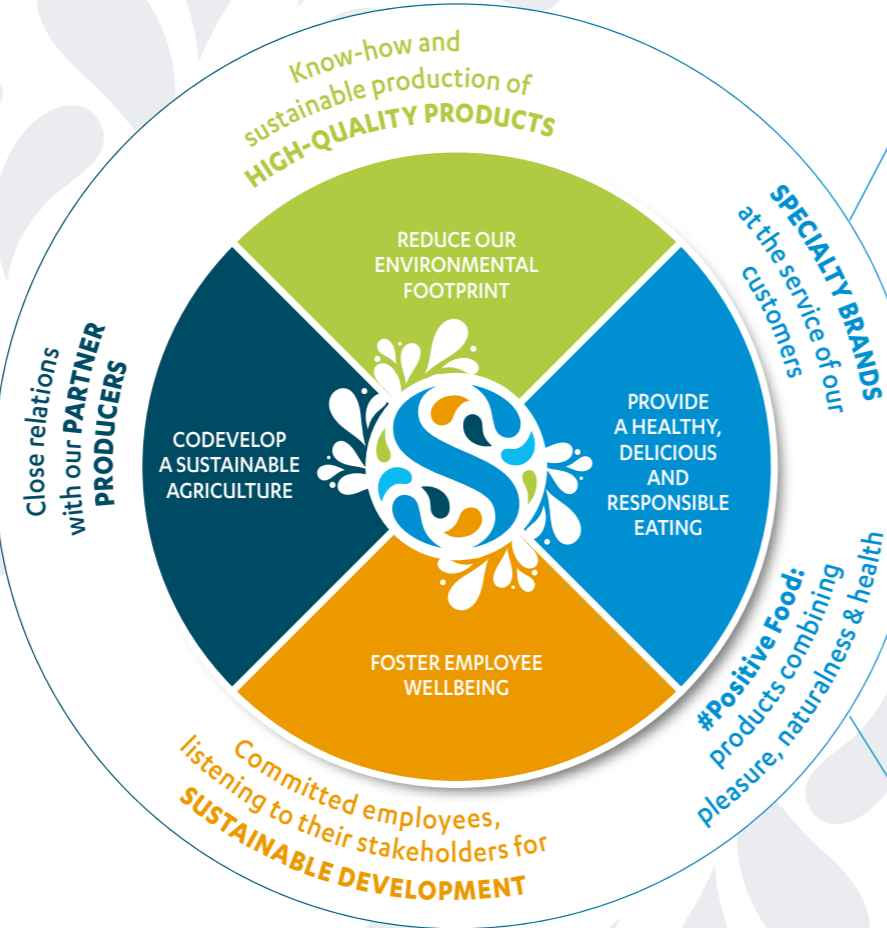 Know-how and
sustainable production of
HIGH-QUALITY PRODUCTS
SPECIALTY BRANDS
at the service of our
customers
REDUCE OUR
ENVIRONMENTAL
FOOTPRINT
Close relations
with our PARTNER
PRODUCERS
CODEVELOP
A SUSTAINABLE
AGRICULTURE
PROVIDE
A HEALTHY,
DELICIOUS
AND
RESPONSIBLE
EATING
FOSTER EMPLOYEE
WELLBEING
#Positive Food:
products combining
pleasure, naturalness & health
Committed employees,
listening to their stakeholders for
SUSTAINABLE DEVELOPMENT